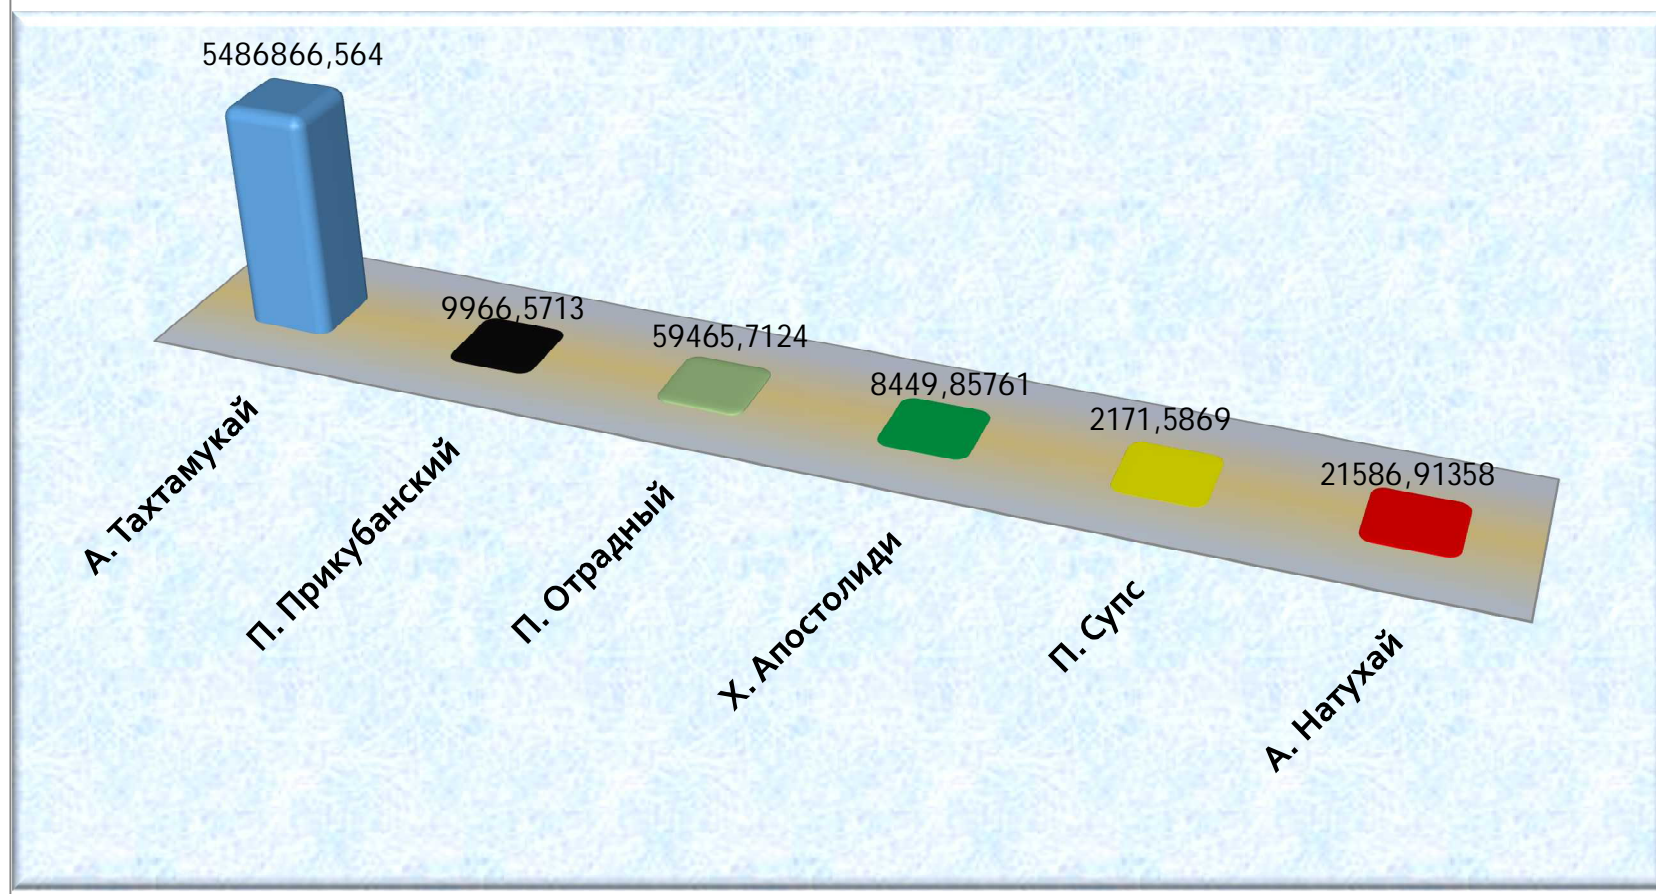 5486866,564
9966,5713
59465,7124
8449,85761
2171,5869
21586,91358
А. Тахтамукай
П. Прикубанский
П. Отрадный
Х. Апостолиди
П. Супс
А. Натухай